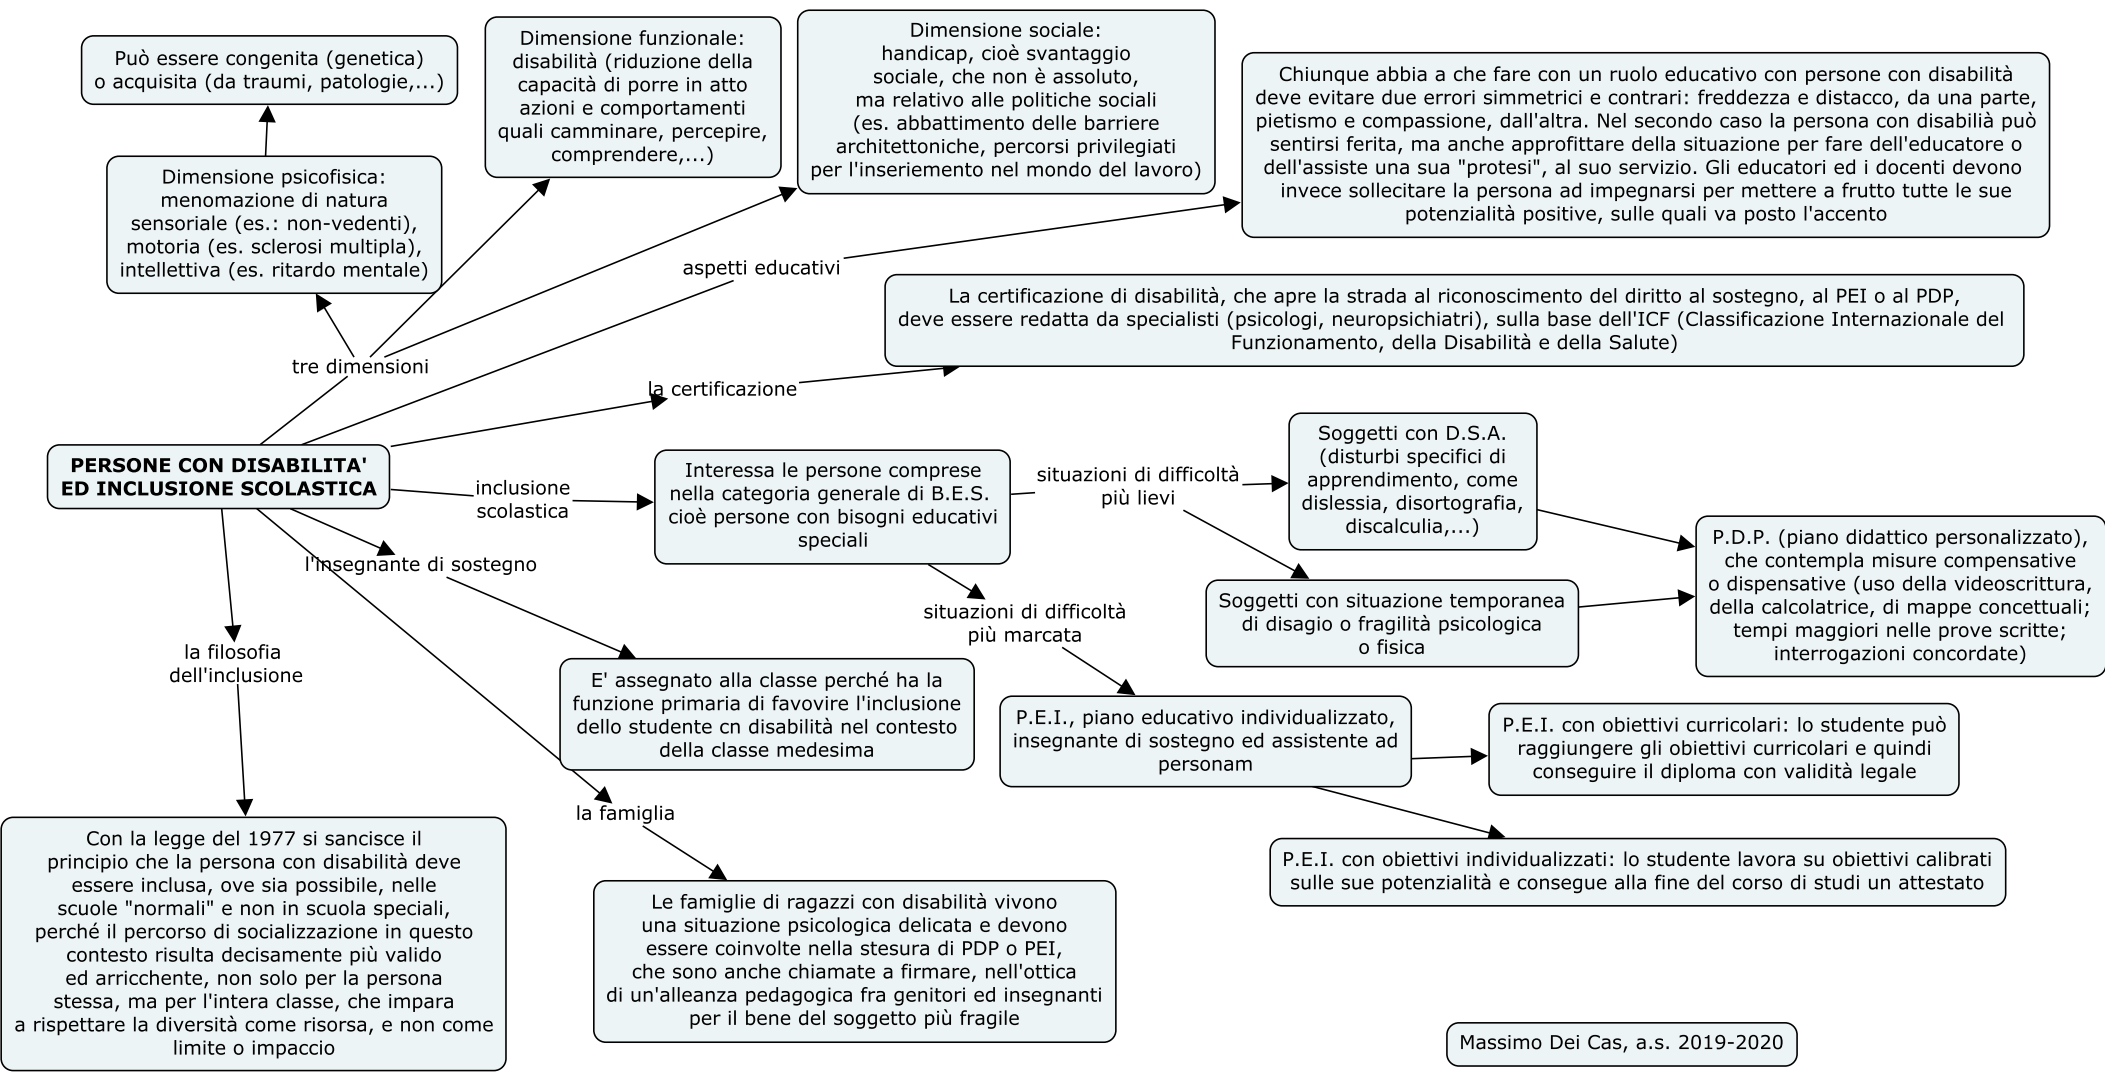 Può essere congenita (genetica)
o acquisita (da traumi, patologie,...)
Dimensione psicofisica:
menomazione di natura
sensoriale (es.: non-vedenti),
motoria (es. sclerosi multipla),
intellettiva (es. ritardo mentale)
Dimensione funzionale:
disabilità (riduzione della
capacità di porre in atto
azioni e comportamenti
quali camminare, percepire,
comprendere,...)
Dimensione sociale:
handicap, cioè svantaggio
sociale, che non è assoluto,
ma relativo alle politiche sociali
(es. abbattimento delle barriere
architettoniche, percorsi privilegiati
per l'inseriemento nel mondo del lavoro)
Chiunque abbia a che fare con un ruolo educativo con persone con disabilità
deve evitare due errori simmetrici e contrari: freddezza e distacco, da una parte,
pietismo e compassione, dall'altra. Nel secondo caso la persona con disabilià può
sentirsi ferita, ma anche approfittare della situazione per fare dell'educatore o
dell'assiste una sua "protesi", al suo servizio. Gli educatori ed i docenti devono
invece sollecitare la persona ad impegnarsi per mettere a frutto tutte le sue
potenzialità positive, sulle quali va posto l'accento
aspetti educativi
tre dimensioni
La certificazione di disabilità, che apre la strada al riconoscimento del diritto al sostegno, al PEI o al PDP,
deve essere redatta da specialisti (psicologi, neuropsichiatri), sulla base dell'ICF (Classificazione Internazionale del
Funzionamento, della Disabilità e della Salute)
la certificazione
PERSONE CON DISABILITA'
ED INCLUSIONE SCOLASTICA
inclusione
scolastica
Interessa le persone comprese
nella categoria generale di B.E.S.
cioè persone con bisogni educativi
speciali
situazioni di difficoltà
più lievi
Soggetti con D.S.A.
(disturbi specifici di
apprendimento, come
dislessia, disortografia,
discalculia,...)
Soggetti con situazione temporanea
di disagio o fragilità psicologica
o fisica
P.D.P. (piano didattico personalizzato),
che contempla misure compensative
o dispensative (uso della videoscrittura,
della calcolatrice, di mappe concettuali;
tempi maggiori nelle prove scritte;
interrogazioni concordate)
situazioni di difficoltà
più marcata
P.E.I., piano educativo individualizzato,
insegnante di sostegno ed assistente ad
personam
P.E.I. con obiettivi curricolari: lo studente può
raggiungere gli obiettivi curricolari e quindi
conseguire il diploma con validità legale
P.E.I. con obiettivi individualizzati: lo studente lavora su obiettivi calibrati
sulle sue potenzialità e consegue alla fine del corso di studi un attestato
l'insegnante di sostegno
E' assegnato alla classe perché ha la
funzione primaria di favovire l'inclusione
dello studente cn disabilità nel contesto
della classe medesima
la famiglia
Le famiglie di ragazzi con disabilità vivono
una situazione psicologica delicata e devono
essere coinvolte nella stesura di PDP o PEI,
che sono anche chiamate a firmare, nell'ottica
di un'alleanza pedagogica fra genitori ed insegnanti
per il bene del soggetto più fragile
la filosofia
dell'inclusione
Con la legge del 1977 si sancisce il
principio che la persona con disabilità deve
essere inclusa, ove sia possibile, nelle
scuole "normali" e non in scuola speciali,
perché il percorso di socializzazione in questo
contesto risulta decisamente più valido
ed arricchente, non solo per la persona
stessa, ma per l'intera classe, che impara
a rispettare la diversità come risorsa, e non come
limite o impaccio
Massimo Dei Cas, a.s. 2019-2020